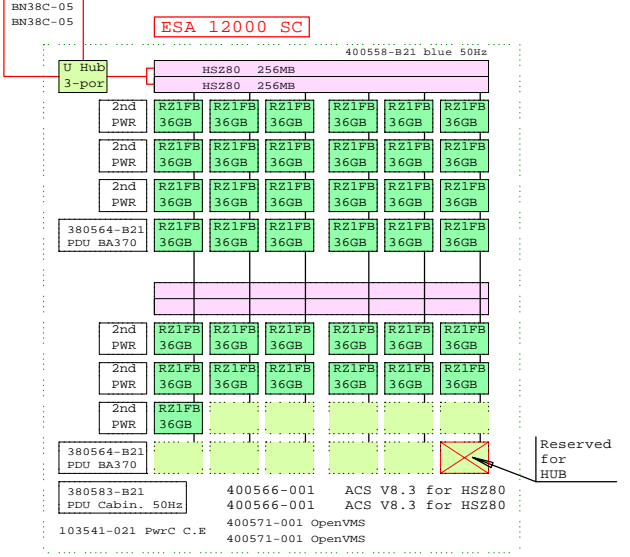 BN38C-05
BN38C-05
ESA 12000 SC
400558-B21 blue 50Hz
U Hub
3-por
HSZ80 256MB
HSZ80 256MB
2nd RZ1FB RZ1FB RZ1FB RZ1FB RZ1FB RZ1FB
PWR 36GB 36GB 36GB 36GB 36GB 36GB
2nd RZ1FB RZ1FB RZ1FB RZ1FB RZ1FB RZ1FB
PWR 36GB 36GB 36GB 36GB 36GB 36GB
2nd RZ1FB RZ1FB RZ1FB RZ1FB RZ1FB RZ1FB
PWR 36GB 36GB 36GB 36GB 36GB 36GB
380564-B21 RZ1FB RZ1FB RZ1FB RZ1FB RZ1FB RZ1FB
PDU BA370 36GB 36GB 36GB 36GB 36GB 36GB
2nd RZ1FB RZ1FB RZ1FB RZ1FB RZ1FB RZ1FB
PWR 36GB 36GB 36GB 36GB 36GB 36GB
2nd RZ1FB RZ1FB RZ1FB RZ1FB RZ1FB RZ1FB
PWR 36GB 36GB 36GB 36GB 36GB 36GB
2nd RZ1FB
PWR 36GB
380564-B21
PDU BA370
Reserved
for
HUB
380583-B21
PDU Cabin. 50Hz
400566-001 ACS V8.3 for HSZ80
400566-001 ACS V8.3 for HSZ80
103541-021 PwrC C.E
400571-001 OpenVMS
400571-001 OpenVMS